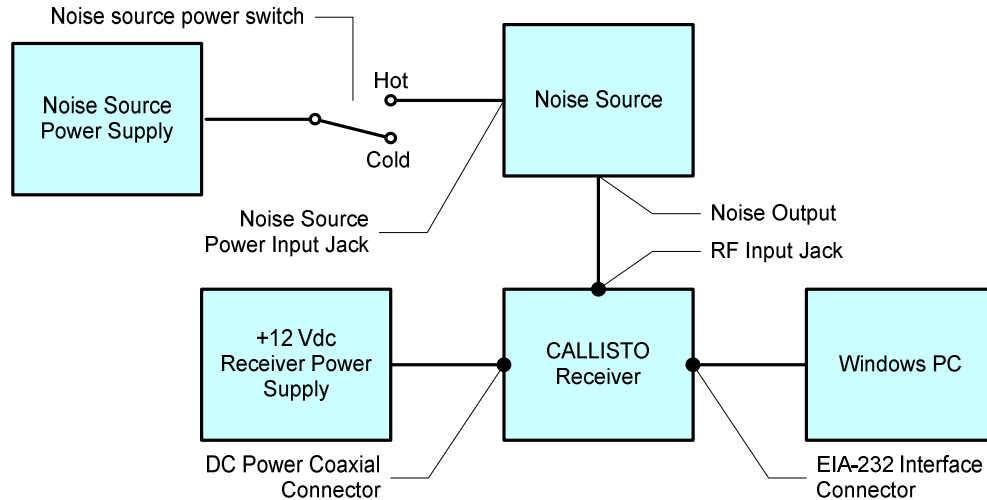 Noise source power switch
Noise Source
Power Supply
Hot
Cold
Noise Source
Noise Source
Power Input Jack
Noise Output
RF Input Jack
+12 Vdc
Receiver Power
Supply
CALLISTO
Receiver
Windows PC
DC Power Coaxial
Connector
EIA-232 Interface
Connector